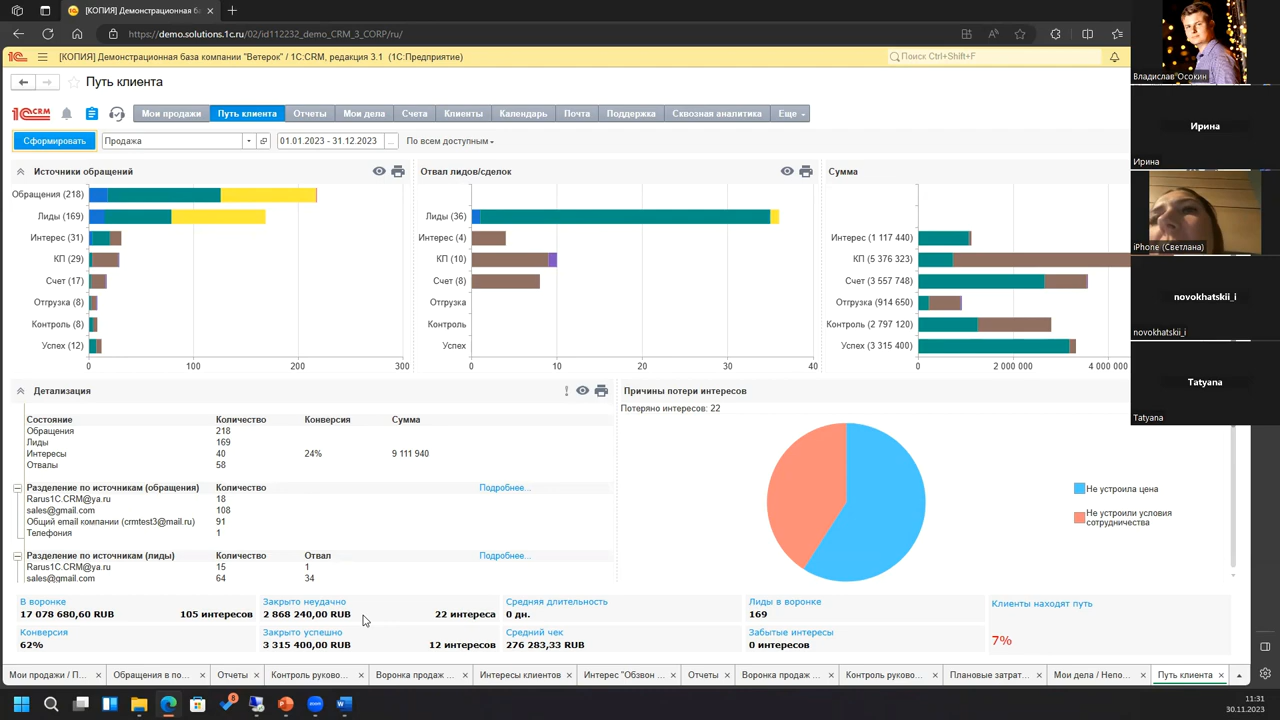 [КОПИЯ] Демонстрационная ба
https://demo.solutions.1c.ru/02/id112232_demo_CRM_3_CORP/ru/
[КОПИЯ] Демонстрационная база компании "Ветерок" / 1С:CRM, редакция 3.1 (1С:Предприятие)
Поиск Ctrl+Shift+F
Путь клиента
1С CRM
Мои продажи
Путь клиента
Отчеты
Мои дела
Счета
Клиенты
Календарь
Почта
Поддержка
Сквозная аналитика
Еще
Сформировать
Продажа
01.01.2023 - 31.12.2023
...
По всем доступным
Источники обращений
Обращения (218)
Лиды (169)
Интерес (31)
КП (29)
Счет (17)
Отгрузка (8)
Контроль (8)
Успех (12)
0 100 200 300
Отвал лидов/сделок
Лиды (36)
Интерес (4)
КП (10)
Счет (8)
Отгрузка
Контроль
Успех
0 10 20 30 40
Сумма
Интерес (1 117 440)
КП (5 376 323)
Счет (3 557 748)
Отгрузка (914 650)
Контроль (2 797 120)
Успех (3 315 400)
0 2 000 000 4 000 000
Детализация
Состояние Количество Конверсия Сумма
Обращения 218
Лиды 169
Интересы 40 24% 9 111 940
Отвалы 58
Разделение по источникам (обращения) Количество Подробнее...
Rarus1C.CRM@ya.ru 18
sales@gmail.com 108
Общий email компании (crmtest3@mail.ru) 91
Телефония 1
Разделение по источникам (лиды) Количество Отвал Подробнее...
Rarus1C.CRM@ya.ru 15 1
sales@gmail.com 64 34
Причины потери интересов
Потеряно интересов: 22
Не устроила цена
Не устроили условия
сотрудничества
В воронке
17 078 680,60 RUB 105 интересов
Конверсия
62%
Закрыто неудачно
2 868 240,00 RUB 22 интереса
Закрыто успешно
3 315 400,00 RUB 12 интересов
Средняя длительность
0 дн.
Средний чек
276 283,33 RUB
Лиды в воронке
169
Забытые интересы
0 интересов
Клиенты находят путь
7%
Мои продажи / П...
Обращения в по...
Отчеты
Контроль руково...
Воронка продаж ...
Интересы клиентов
Интерес "Обзвон ...
Отчеты
Воронка продаж ...
Контроль руково...
Плановые затрат...
Мои дела / Непо...
Путь клиента
8
11:31
30.11.2023
Владислав Осокин
Ирина
Ирина
iPhone (Светлана)
novokhatskii_i
novokhatskii_i
Tatyana
Tatyana